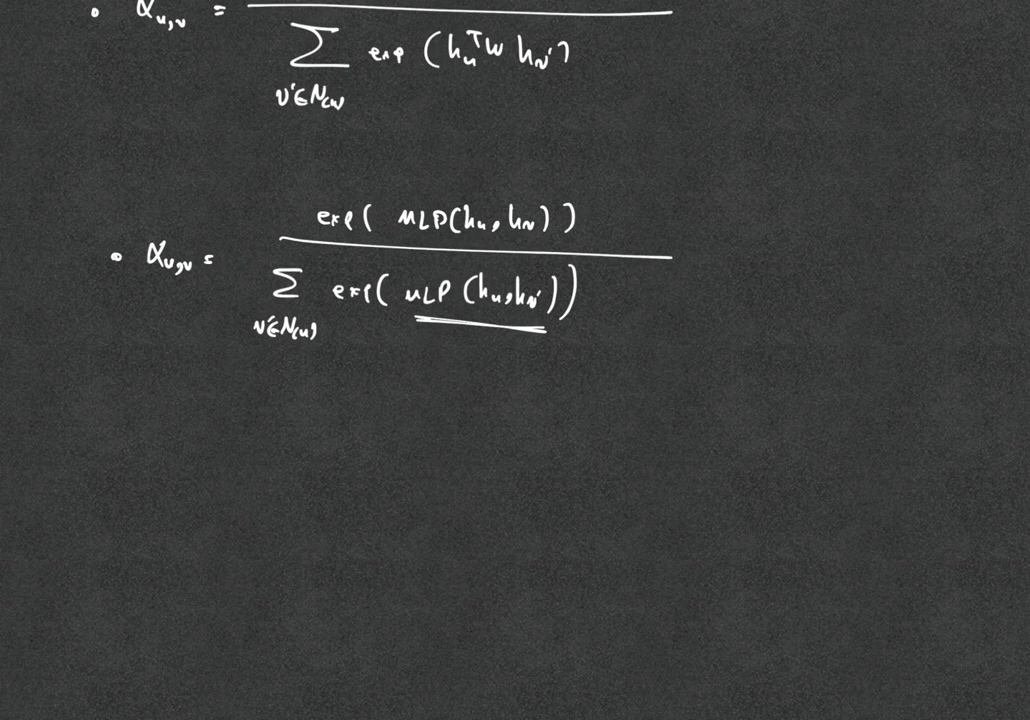 • α_{u,v} =
∑ exp (h_u^T W h_{v'})
v'∈N(u)
exp( MLP(h_u, h_v) )
• α_{u,v} =
∑ exp( MLP (h_u, h_{v'}) )
v'∈N(u)